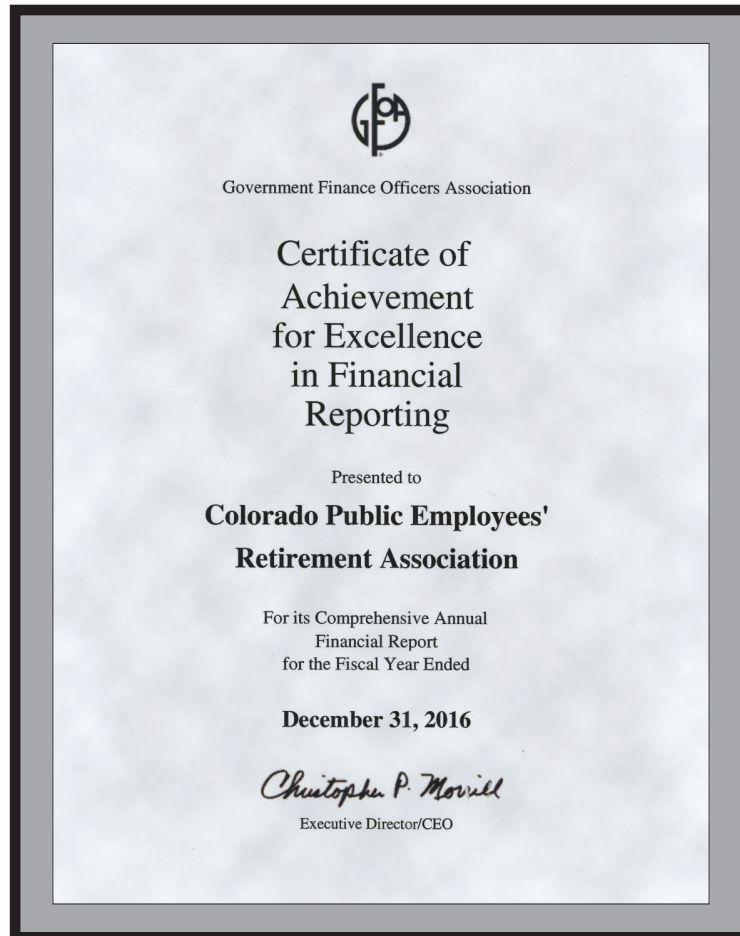 GFOA
Government Finance Officers Association
Certificate of
Achievement
for Excellence
in Financial
Reporting
Presented to
Colorado Public Employees'
Retirement Association
For its Comprehensive Annual
Financial Report
for the Fiscal Year Ended
December 31, 2016
Christopher P. Morrill
Executive Director/CEO